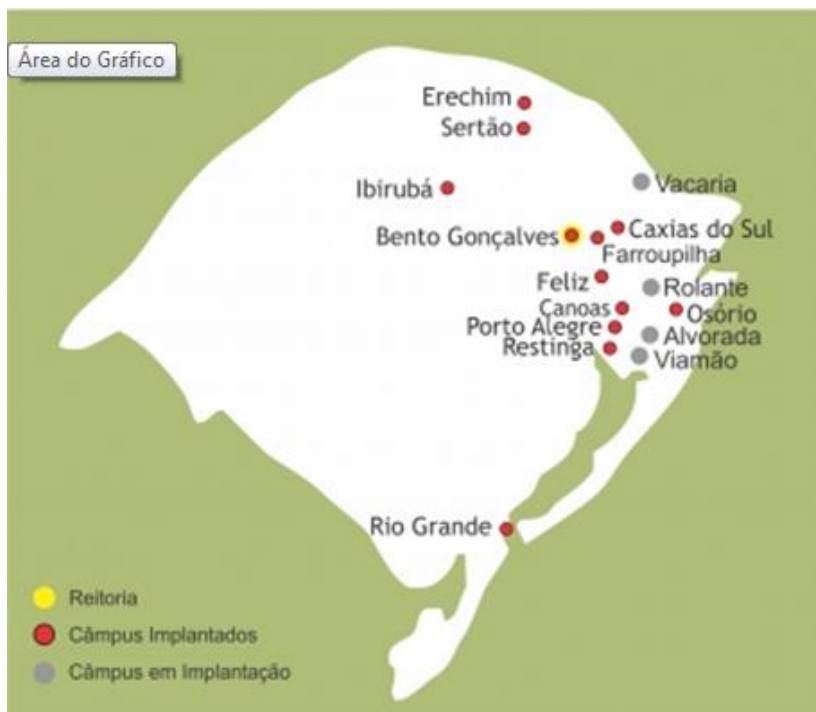 Área do Gráfico
Erechim
Sertão
Ibirubá
Vacaria
Caxias do Sul
Bento Gonçalves
Farroupilha
Feliz
Rolante
Canoas
Osório
Porto Alegre
Alvorada
Restinga
Viamão
Rio Grande
Reitoria
Câmpus Implantados
Câmpus em Implantação